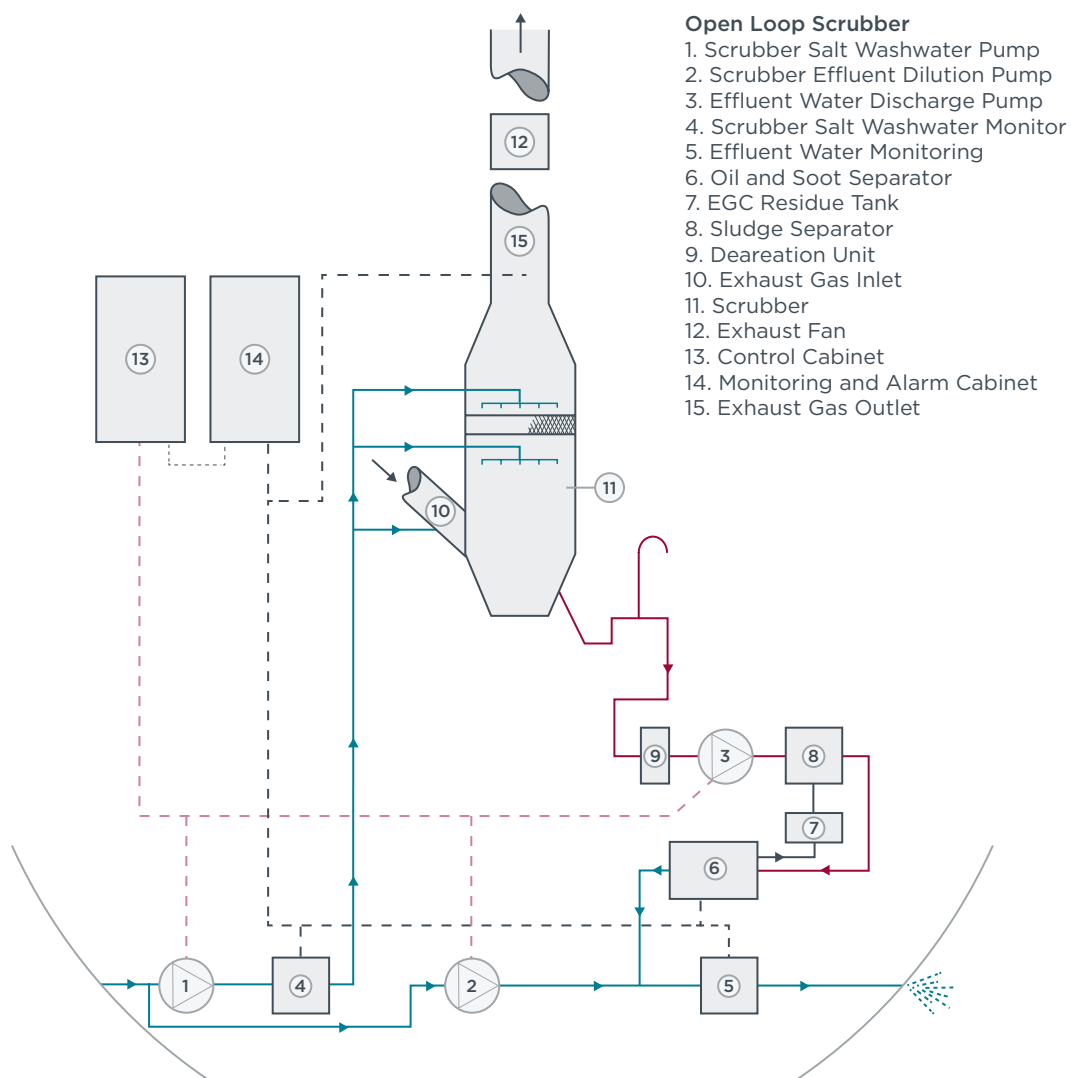 Open Loop Scrubber
1. Scrubber Salt Washwater Pump
2. Scrubber Effluent Dilution Pump
3. Effluent Water Discharge Pump
4. Scrubber Salt Washwater Monitor
5. Effluent Water Monitoring
6. Oil and Soot Separator
7. EGC Residue Tank
8. Sludge Separator
9. Deareation Unit
10. Exhaust Gas Inlet
11. Scrubber
12. Exhaust Fan
13. Control Cabinet
14. Monitoring and Alarm Cabinet
15. Exhaust Gas Outlet
12
15
13
14
11
10
9
3
8
7
6
1
4
2
5